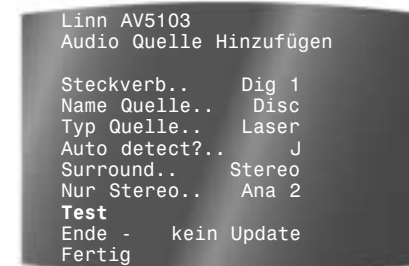 Linn AV5103
Audio Quelle Hinzufügen
Steckverb.. Dig 1
Name Quelle.. Disc
Typ Quelle.. Laser
Auto detect?.. J
Surround.. Stereo
Nur Stereo.. Ana 2
Test
Ende - kein Update
Fertig